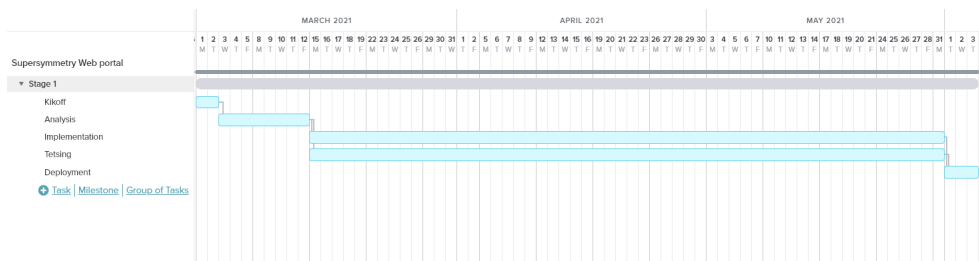 MARCH 2021 APRIL 2021 MAY 2021
1 2 3 4 5 8 9 10 11 12 15 16 17 18 19 22 23 24 25 26 29 30 31 1 2 5 6 7 8 9 12 13 14 15 16 19 20 21 22 23 26 27 28 29 30 3 4 5 6 7 10 11 12 13 14 17 18 19 20 21 24 25 26 27 28 31 1 2 3
M T W T F M T W T F M T W T F M T W T F M T W T F M T W T F M T W T F M T W T F M T W T F M T W T F M T W T F M T W T F M T W T F M T W T
Supersymmetry Web portal
Stage 1
Kikoff
Analysis
Implementation
Tetsing
Deployment
Task Milestone Group of Tasks